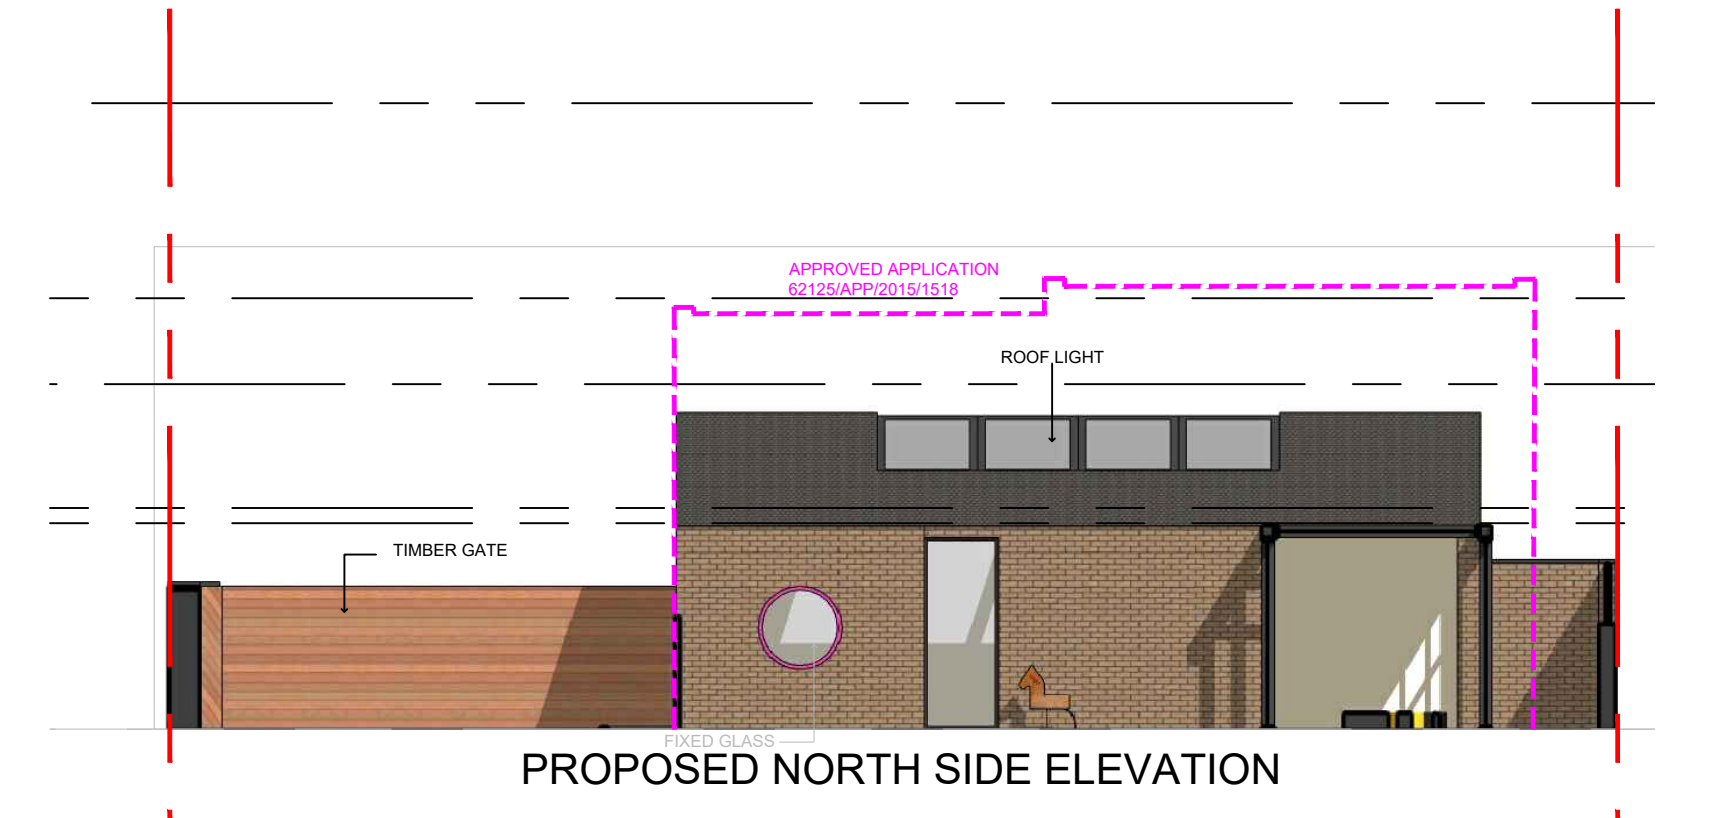 APPROVED APPLICATION
62125/APP/2015/1518
ROOF LIGHT
TIMBER GATE
FIXED GLASS
PROPOSED NORTH SIDE ELEVATION